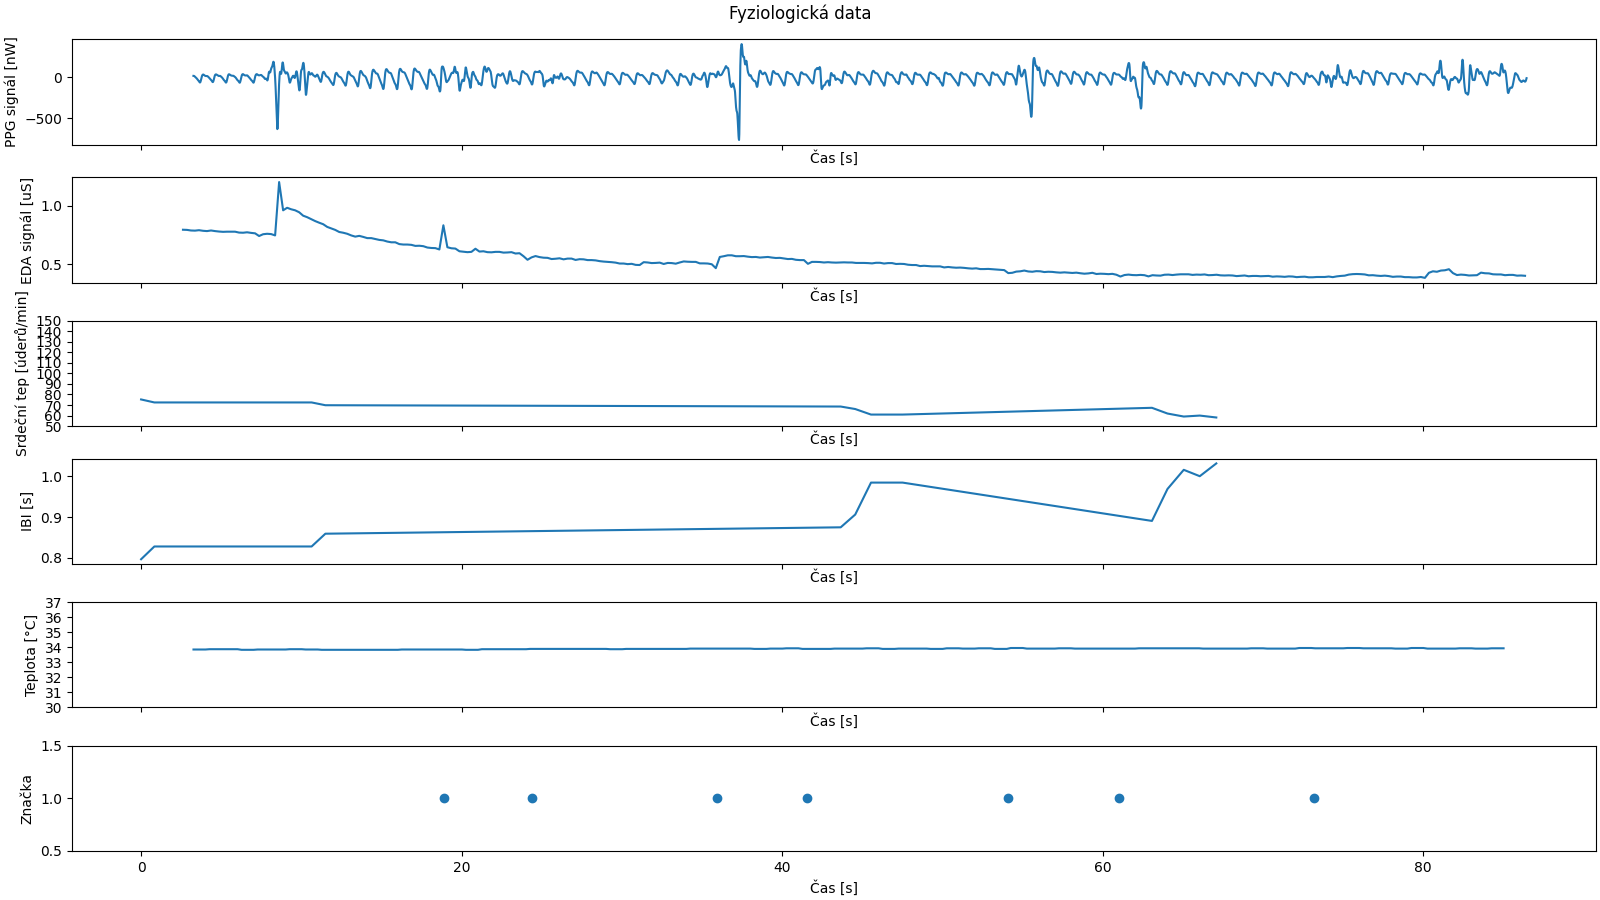 Fyziologická data
PPG signál [nW]
0
−500
Čas [s]
EDA signál [uS]
1.0
0.5
Čas [s]
Srdeční tep [úderů/min]
150
140
130
120
110
100
90
80
70
60
50
Čas [s]
IBI [s]
1.0
0.9
0.8
Čas [s]
Teplota [°C]
37
36
35
34
33
32
31
30
Čas [s]
Značka
1.5
1.0
0.5
0 20 40 60 80
Čas [s]